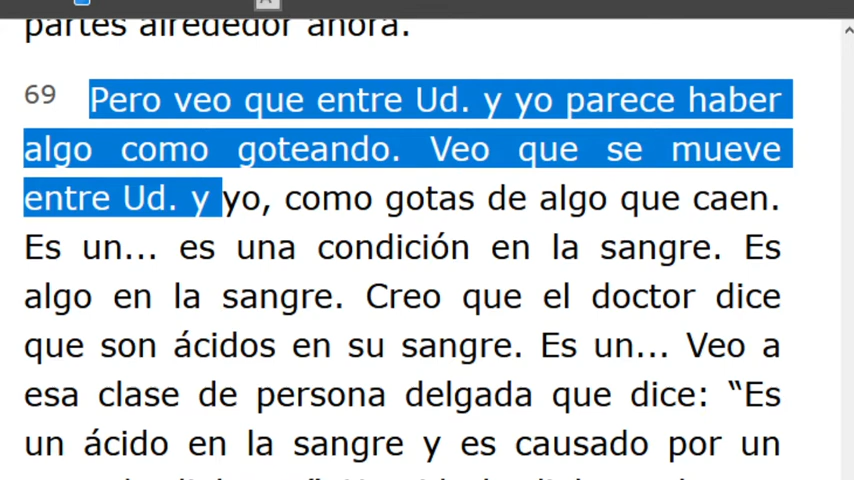 partes alrededor ahora.
69 Pero veo que entre Ud. y yo parece haber
algo como goteando. Veo que se mueve
entre Ud. y yo, como gotas de algo que caen.
Es un... es una condición en la sangre. Es
algo en la sangre. Creo que el doctor dice
que son ácidos en su sangre. Es un... Veo a
esa clase de persona delgada que dice: “Es
un ácido en la sangre y es causado por un